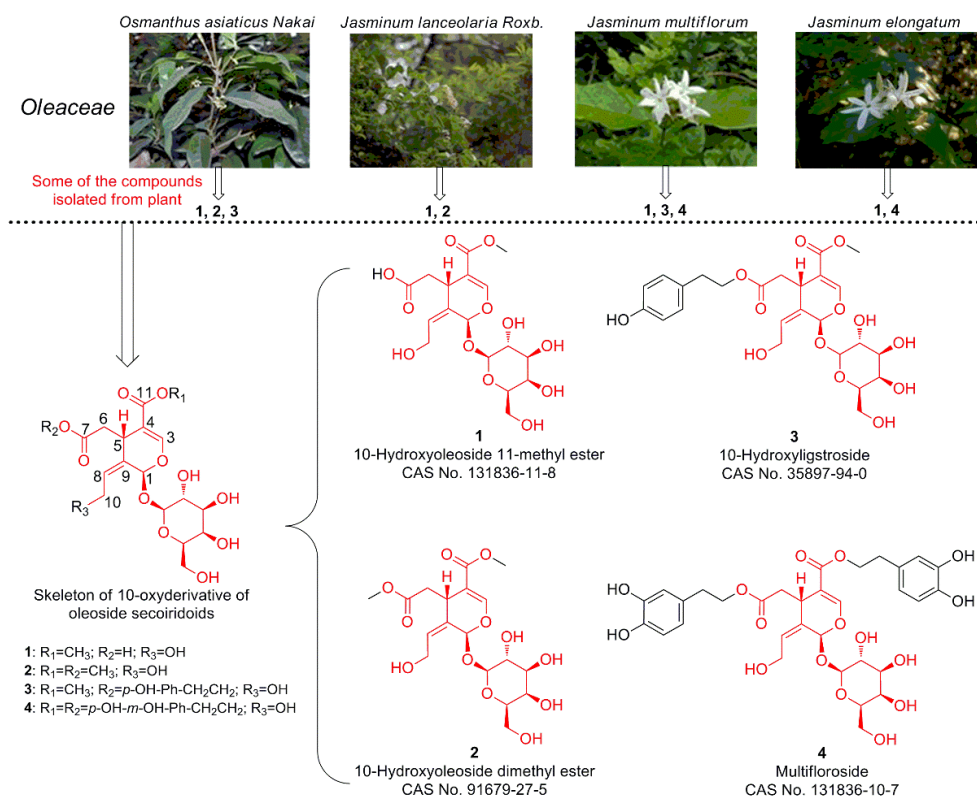 Osmanthus asiaticus Nakai
Jasminum lanceolaria Roxb.
Jasminum multiflorum
Jasminum elongatum
Oleaceae
Some of the compounds
isolated from plant
1, 2, 3
1, 2
1, 3, 4
1, 4
O
11
OR1
R2O
7
6
H
4
5
3
O
O
8
9
1
10
R3
O
OH
OH
O
OH
OH
Skeleton of 10-oxyderivative of
oleoside secoiridoids
1: R1=CH3; R2=H; R3=OH
2: R1=R2=CH3; R3=OH
3: R1=CH3; R2=p-OH-Ph-CH2CH2; R3=OH
4: R1=R2=p-OH-m-OH-Ph-CH2CH2; R3=OH
O
O
HO
H
O
O
HO
O
OH
OH
O
OH
OH
1
10-Hydroxyoleoside 11-methyl ester
CAS No. 131836-11-8
O
O
H
O
O
O
HO
HO
O
OH
OH
O
OH
OH
3
10-Hydroxyligstroside
CAS No. 35897-94-0
O
O
O
H
O
O
HO
O
OH
OH
O
OH
OH
2
10-Hydroxyoleoside dimethyl ester
CAS No. 91679-27-5
OH
OH
O
O
HO
HO
O
H
O
O
HO
O
OH
OH
O
OH
OH
4
Multifloroside
CAS No. 131836-10-7